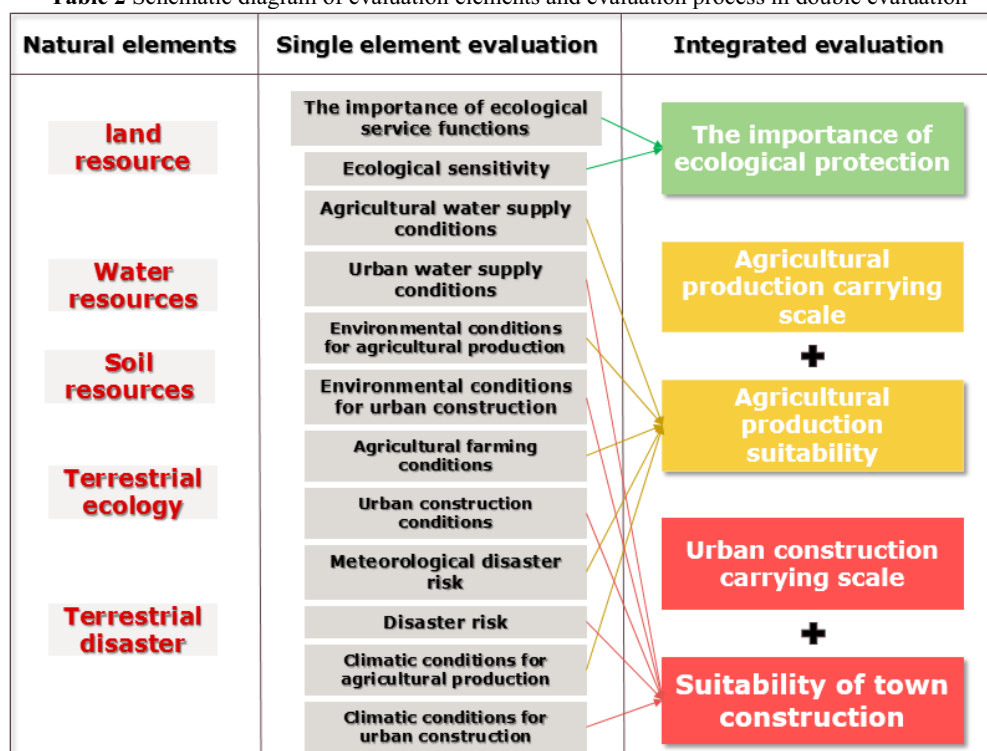 Table 2 Schematic diagram of evaluation elements and evaluation process in double evaluation
Natural elements
Single element evaluation
Integrated evaluation
land
resource
Water
resources
Soil
resources
Terrestrial
ecology
Terrestrial
disaster
The importance of ecological
service functions
Ecological sensitivity
Agricultural water supply
conditions
Urban water supply
conditions
Environmental conditions
for agricultural production
Environmental conditions
for urban construction
Agricultural farming
conditions
Urban construction
conditions
Meteorological disaster
risk
Disaster risk
Climatic conditions for
agricultural production
Climatic conditions for
urban construction
The importance of
ecological protection
Agricultural
production carrying
scale
+
Agricultural
production
suitability
Urban construction
carrying scale
+
Suitability of town
construction